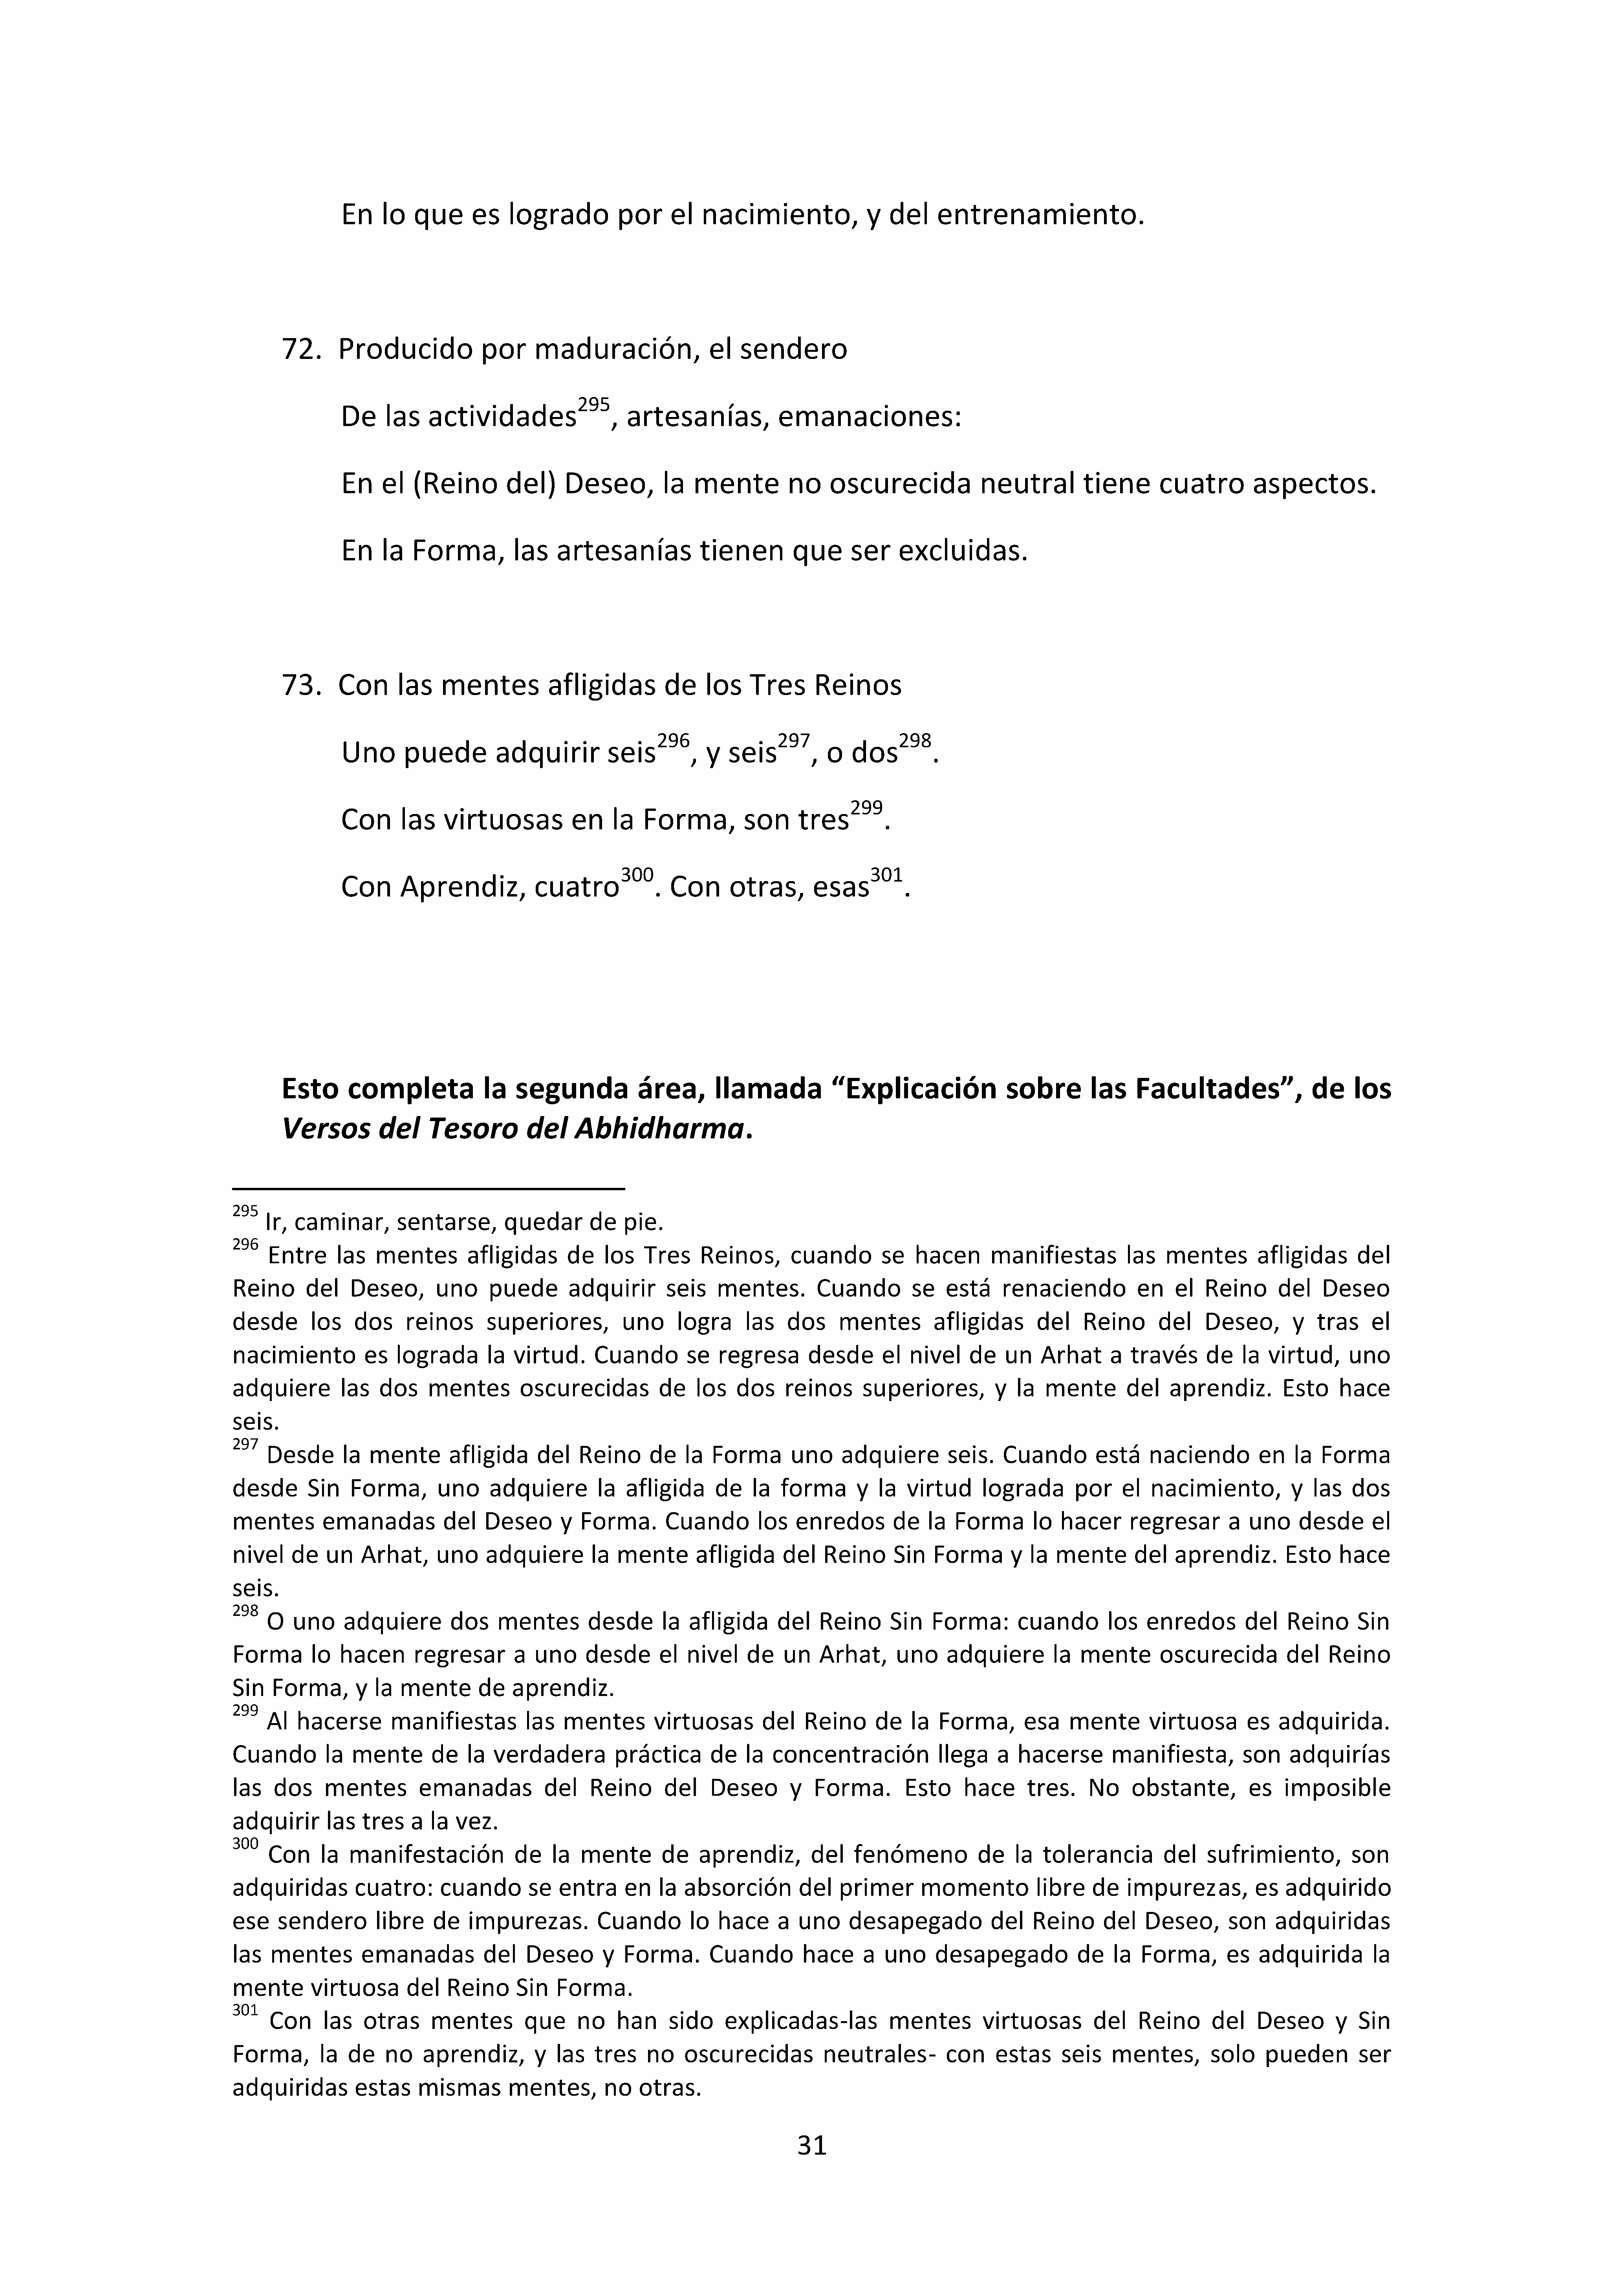 En lo que es logrado por el nacimiento, y del entrenamiento.
72. Producido por maduración, el sendero
De las actividades295, artesanías, emanaciones:
En el (Reino del) Deseo, la mente no oscurecida neutral tiene cuatro aspectos.
En la Forma, las artesanías tienen que ser excluidas.
73. Con las mentes afligidas de los Tres Reinos
Uno puede adquirir seis296, y seis297, o dos298.
Con las virtuosas en la Forma, son tres299.
Con Aprendiz, cuatro300. Con otras, esas301.
Esto completa la segunda área, llamada “Explicación sobre las Facultades”, de los
Versos del Tesoro del Abhidharma.
295 Ir, caminar, sentarse, quedar de pie.
296 Entre las mentes afligidas de los Tres Reinos, cuando se hacen manifiestas las mentes afligidas del
Reino del Deseo, uno puede adquirir seis mentes. Cuando se está renaciendo en el Reino del Deseo
desde los dos reinos superiores, uno logra las dos mentes afligidas del Reino del Deseo, y tras el
nacimiento es lograda la virtud. Cuando se regresa desde el nivel de un Arhat a través de la virtud, uno
adquiere las dos mentes oscurecidas de los dos reinos superiores, y la mente del aprendiz. Esto hace
seis.
297 Desde la mente afligida del Reino de la Forma uno adquiere seis. Cuando está naciendo en la Forma
desde Sin Forma, uno adquiere la afligida de la forma y la virtud lograda por el nacimiento, y las dos
mentes emanadas del Deseo y Forma. Cuando los enredos de la Forma lo hacer regresar a uno desde el
nivel de un Arhat, uno adquiere la mente afligida del Reino Sin Forma y la mente del aprendiz. Esto hace
seis.
298 O uno adquiere dos mentes desde la afligida del Reino Sin Forma: cuando los enredos del Reino Sin
Forma lo hacen regresar a uno desde el nivel de un Arhat, uno adquiere la mente oscurecida del Reino
Sin Forma, y la mente de aprendiz.
299 Al hacerse manifiestas las mentes virtuosas del Reino de la Forma, esa mente virtuosa es adquirida.
Cuando la mente de la verdadera práctica de la concentración llega a hacerse manifiesta, son adquirías
las dos mentes emanadas del Reino del Deseo y Forma. Esto hace tres. No obstante, es imposible
adquirir las tres a la vez.
300 Con la manifestación de la mente de aprendiz, del fenómeno de la tolerancia del sufrimiento, son
adquiridas cuatro: cuando se entra en la absorción del primer momento libre de impurezas, es adquirido
ese sendero libre de impurezas. Cuando lo hace a uno desapegado del Reino del Deseo, son adquiridas
las mentes emanadas del Deseo y Forma. Cuando hace a uno desapegado de la Forma, es adquirida la
mente virtuosa del Reino Sin Forma.
301 Con las otras mentes que no han sido explicadas-las mentes virtuosas del Reino del Deseo y Sin
Forma, la de no aprendiz, y las tres no oscurecidas neutrales- con estas seis mentes, solo pueden ser
adquiridas estas mismas mentes, no otras.
31